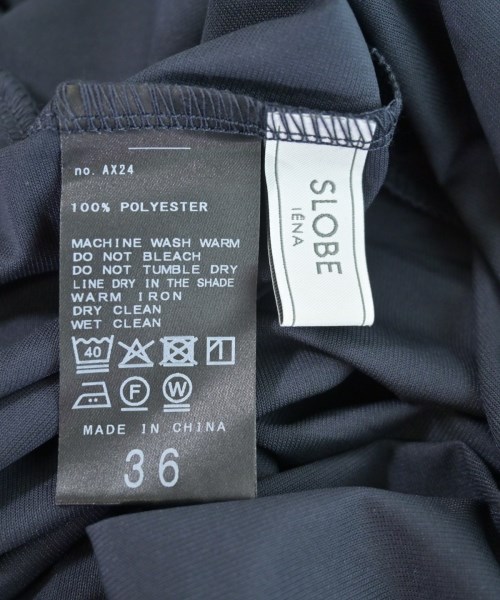 no. AX24
100% POLYESTER
MACHINE WASH WARM
DO NOT BLEACH
DO NOT TUMBLE DRY
LINE DRY IN THE SHADE
WARM IRON
DRY CLEAN
WET CLEAN
40
F W
MADE IN CHINA
36
SLOBE
IÉNA